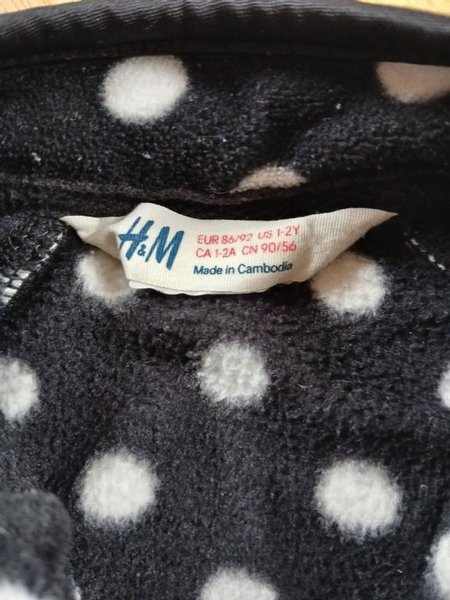 H&M
EUR 86/92 US 1-2Y
CA 1-2A CN 90/56
Made in Cambodia